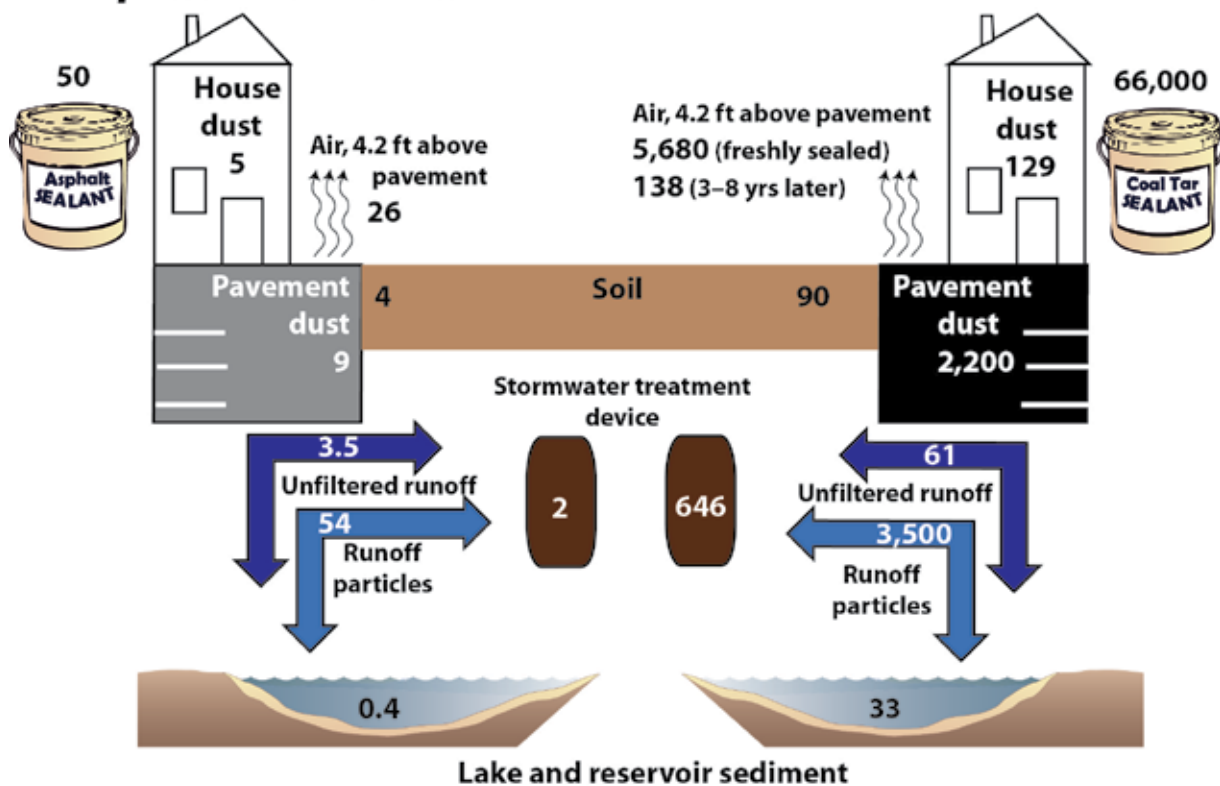 50
Asphalt
SEALANT
House
dust
5
Air, 4.2 ft above
pavement
26
Air, 4.2 ft above pavement
5,680 (freshly sealed)
138 (3–8 yrs later)
House
dust
129
66,000
Coal Tar
SEALANT
Pavement
dust
9
4
Soil
90
Pavement
dust
2,200
Stormwater treatment
device
3.5
Unfiltered runoff
54
Runoff
particles
2
646
61
Unfiltered runoff
3,500
Runoff
particles
0.4
33
Lake and reservoir sediment